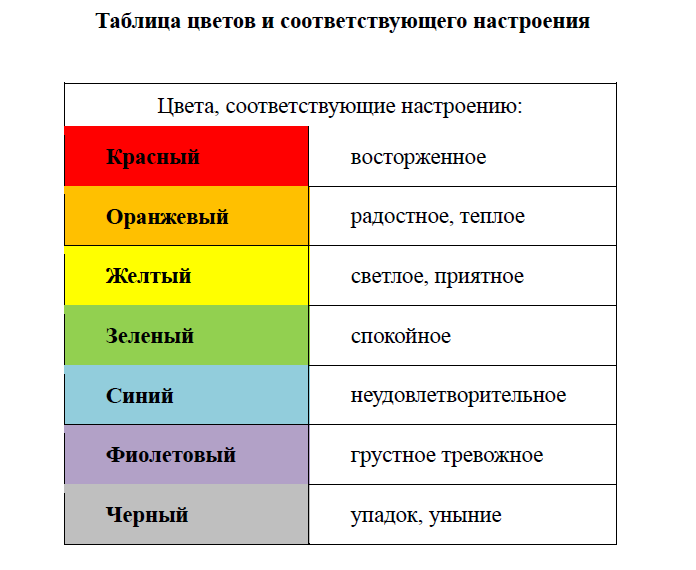 Таблица цветов и соответствующего настроения
Цвета, соответствующие настроению:
Красный восторженное
Оранжевый радостное, теплое
Желтый светлое, приятное
Зеленый спокойное
Синий неудовлетворительное
Фиолетовый грустное тревожное
Черный упадок, уныние